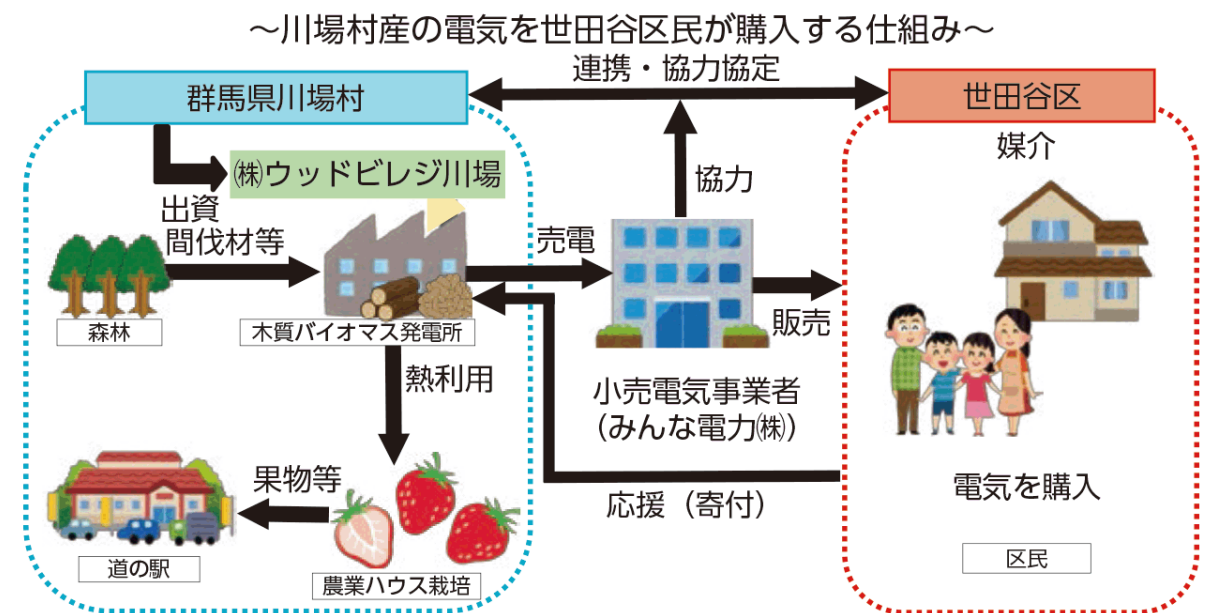 ～川場村産の電気を世田谷区民が購入する仕組み～
連携・協力協定
群馬県川場村
世田谷区
媒介
㈱ウッドビレジ川場
協力
出資
間伐材等
売電
販売
森林
木質バイオマス発電所
熱利用
小売電気事業者
（みんな電力㈱）
果物等
応援（寄付）
電気を購入
道の駅
農業ハウス栽培
区民